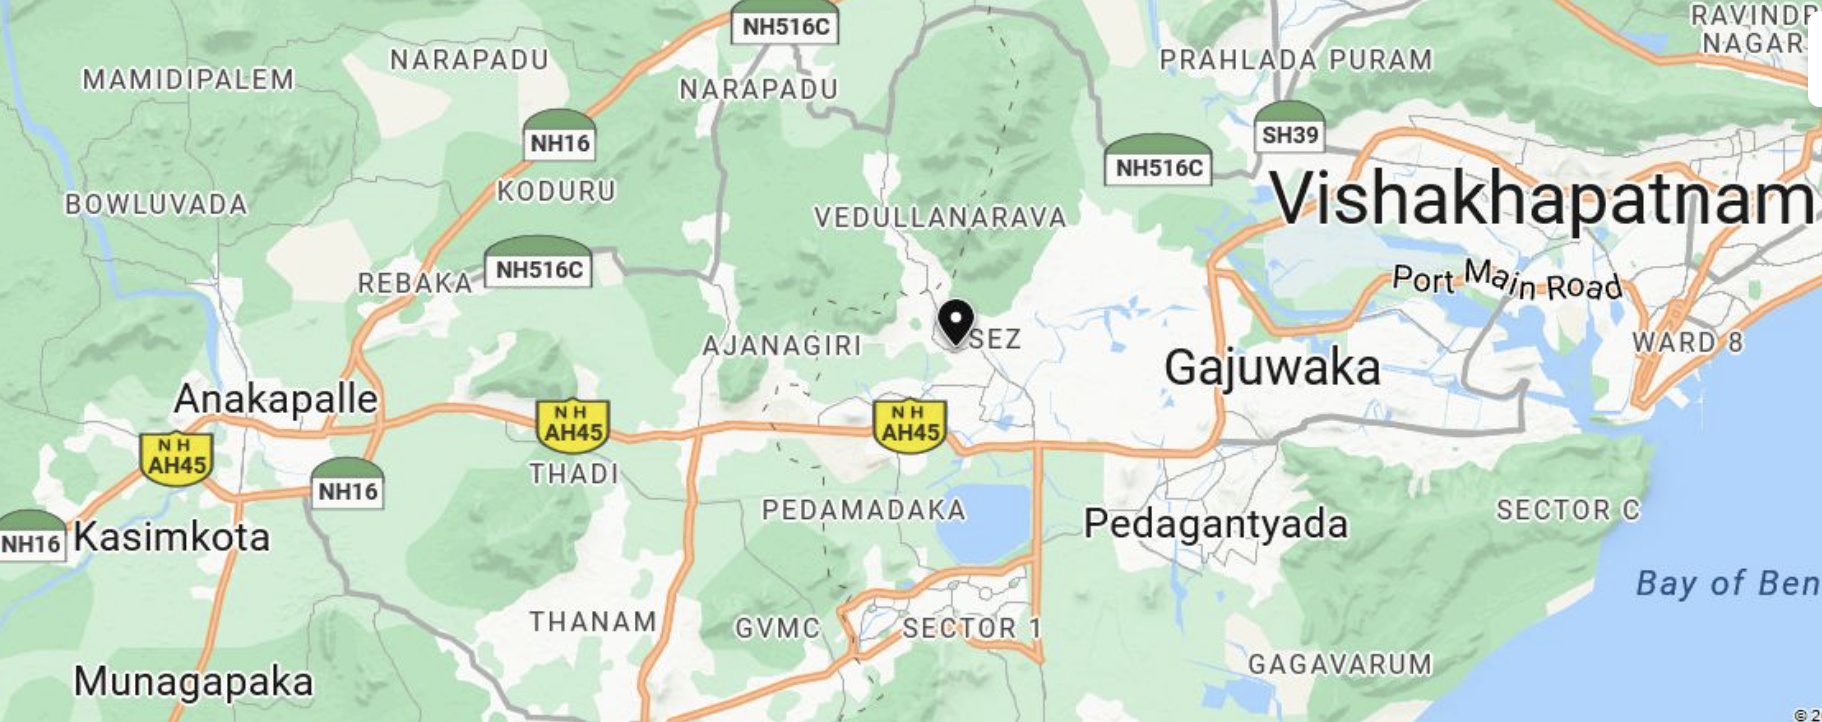 RAVINDR
NAGAR
NH516C
NARAPADU
PRAHLADA PURAM
MAMIDIPALEM
NARAPADU
NH16
SH39
NH516C
KODURU
BOWLUVADA
Vishakhapatnam
VEDULLANARAVA
NH516C
REBAKA
Port Main Road
SEZ
AJANAGIRI
WARD 8
Gajuwaka
Anakapalle
NH
AH45
NH
AH45
NH
AH45
THADI
NH16
PEDAMADAKA
SECTOR C
Pedagantyada
NH16
Kasimkota
Bay of Ben
THANAM
GVMC
SECTOR 1
GAGAVARUM
Munagapaka
© 2